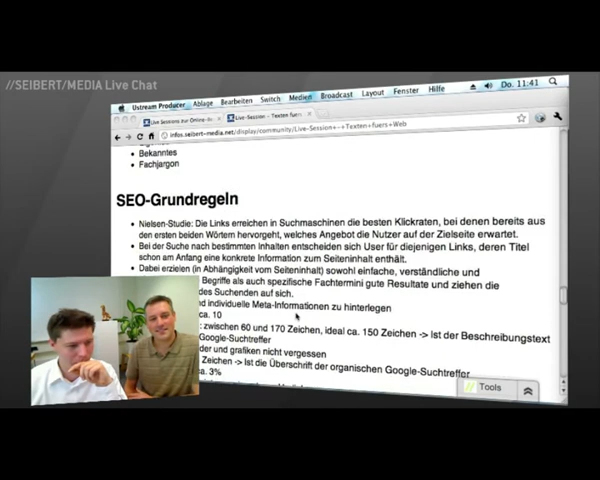 //SEIBERT/MEDIA Live Chat
Ustream Producer Ablage Bearbeiten Switch Medien Broadcast Layout Fenster Hilfe Do. 11:41
Live Sessions zur Online-
Live-Session – Texten fuers
infos.seibert-media.net/display/community/Live-Session+-+Texten+fuers+Web
Bekanntes
Fachjargon
SEO-Grundregeln
Nielsen-Studie: Die Links erreichen in Suchmaschinen die besten Klickraten, bei denen bereits aus
den ersten beiden Wörtern hervorgeht, welches Angebot die Nutzer auf der Zielseite erwartet.
Bei der Suche nach bestimmten Inhalten entscheiden sich User für diejenigen Links, deren Titel
schon am Anfang eine konkrete Information zum Seiteninhalt enthält.
Dabei erzielen (in Abhängigkeit vom Seiteninhalt) sowohl einfache, verständliche und
Begriffe als auch spezifische Fachtermini gute Resultate und ziehen die
des Suchenden auf sich.
nd individuelle Meta-Informationen zu hinterlegen
ca. 10
: zwischen 60 und 170 Zeichen, ideal ca. 150 Zeichen -> Ist der Beschreibungstext
Google-Suchtreffer
der und grafiken nicht vergessen
Zeichen -> Ist die Überschrift der organischen Google-Suchtreffer
ca. 3%
// Tools